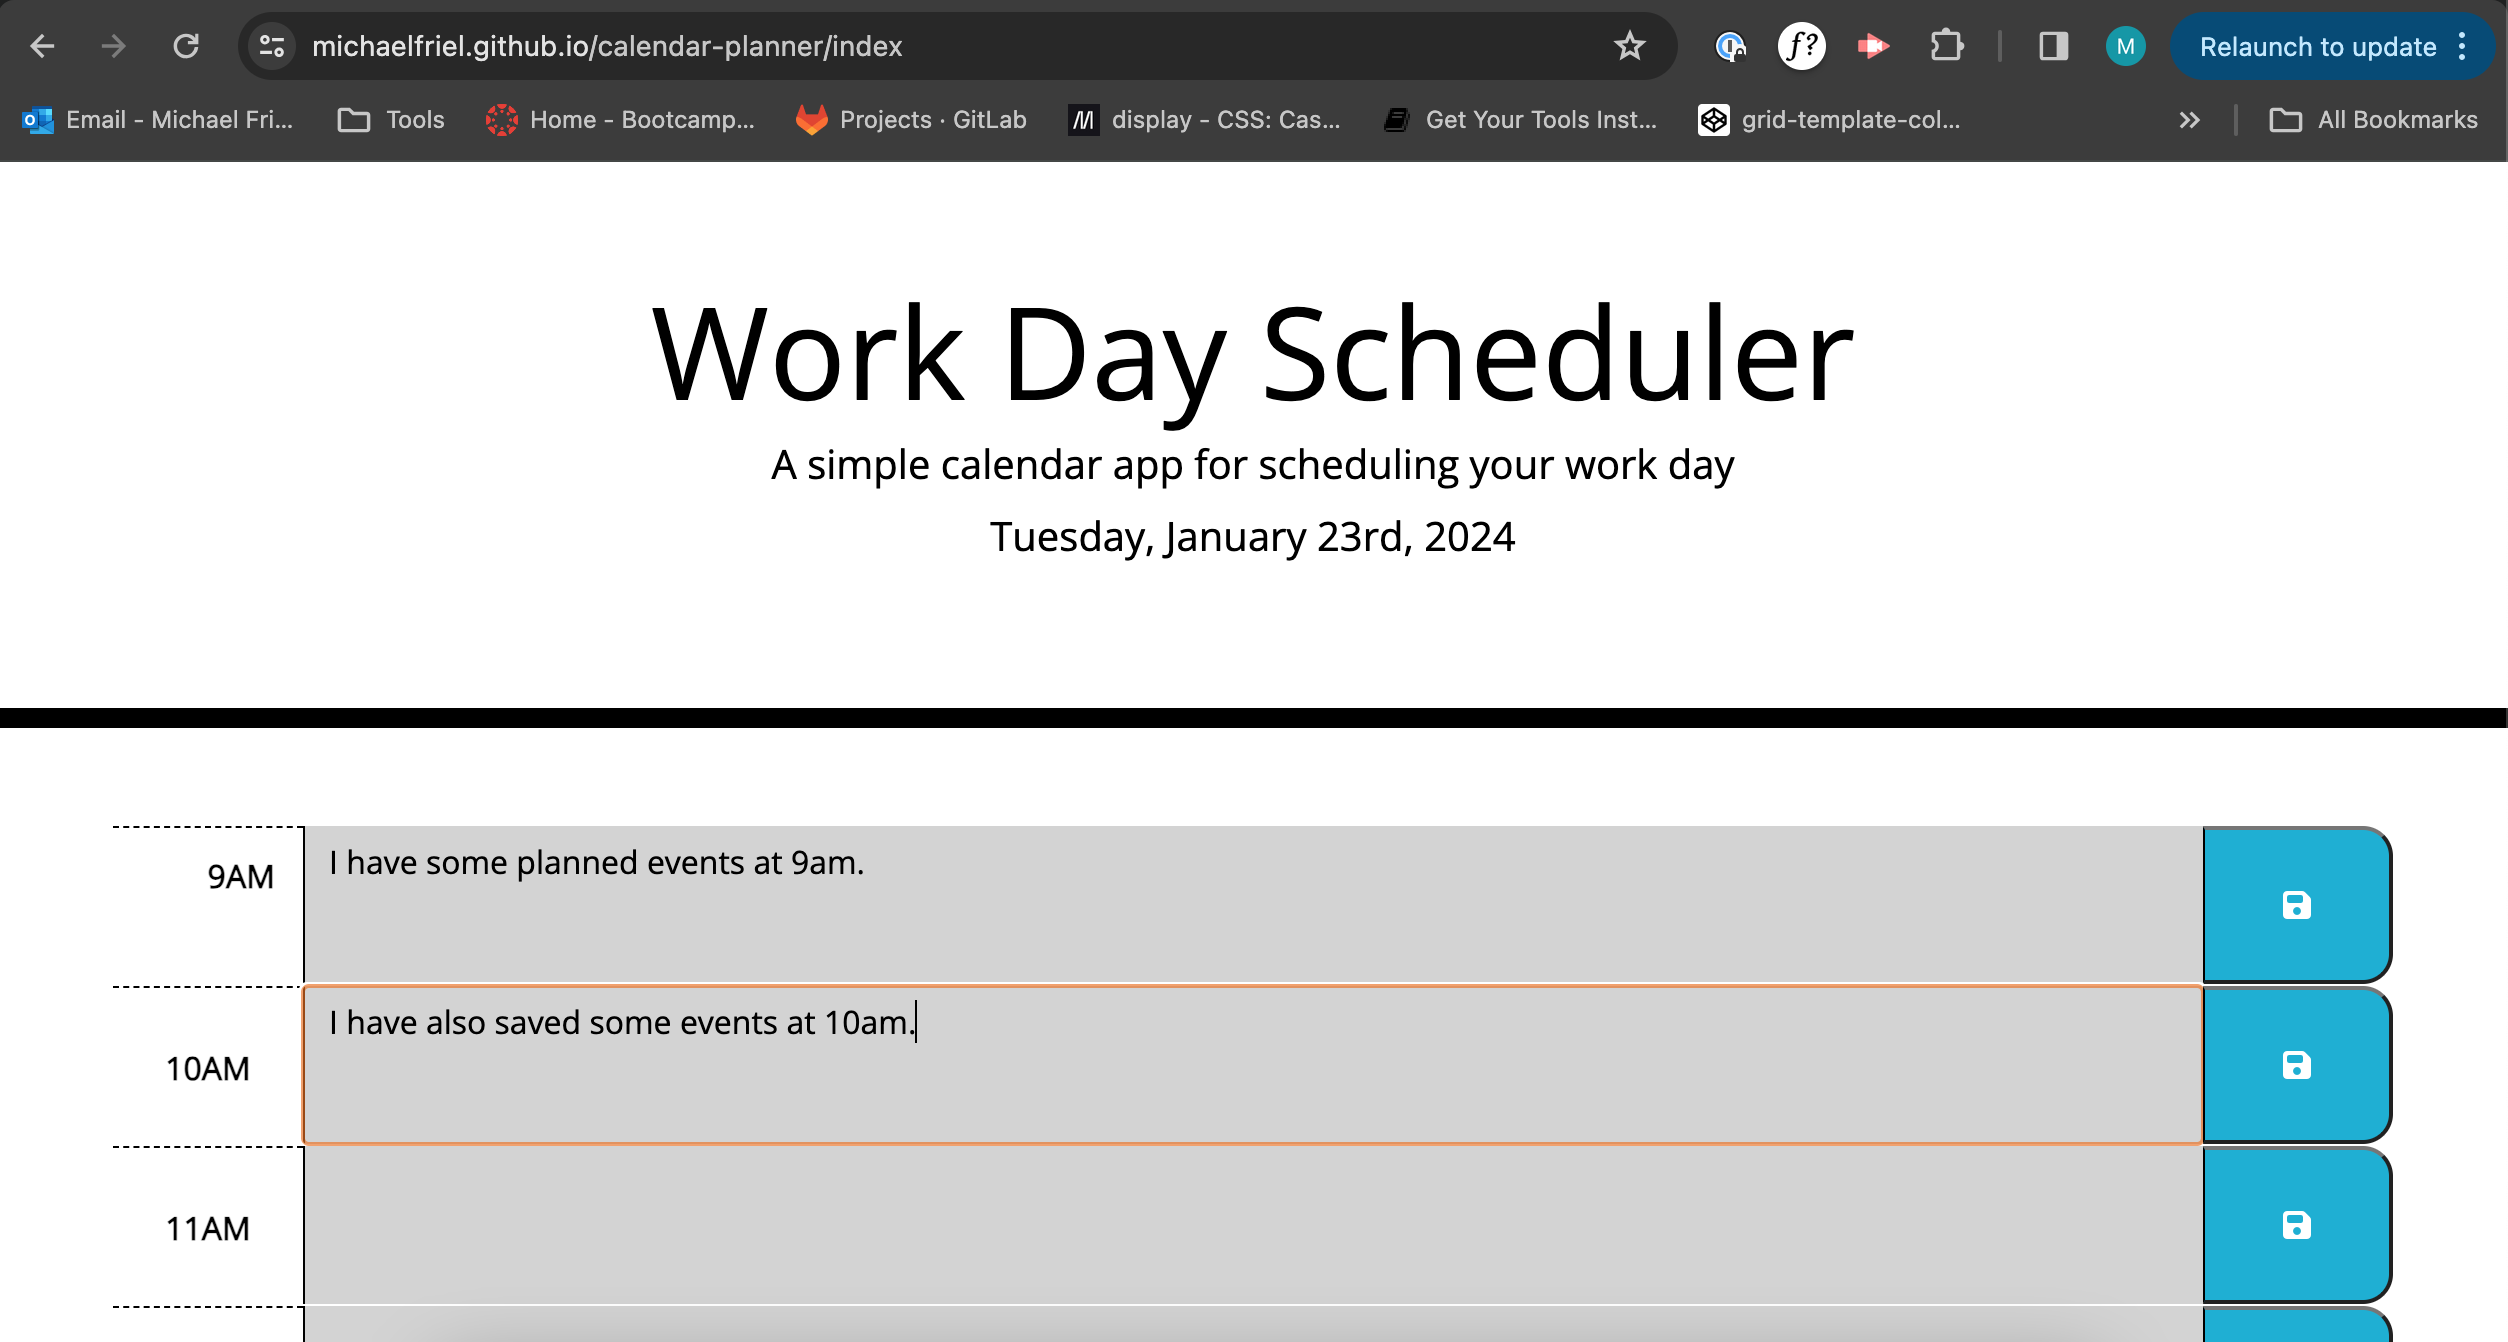 michaelfriel.github.io/calendar-planner/index
f?
M
Relaunch to update
Email - Michael Fri...
Tools
Home - Bootcamp...
Projects · GitLab
M display - CSS: Cas...
Get Your Tools Inst...
grid-template-col...
All Bookmarks
Work Day Scheduler
A simple calendar app for scheduling your work day
Tuesday, January 23rd, 2024
9AM
I have some planned events at 9am.
10AM
I have also saved some events at 10am.
11AM